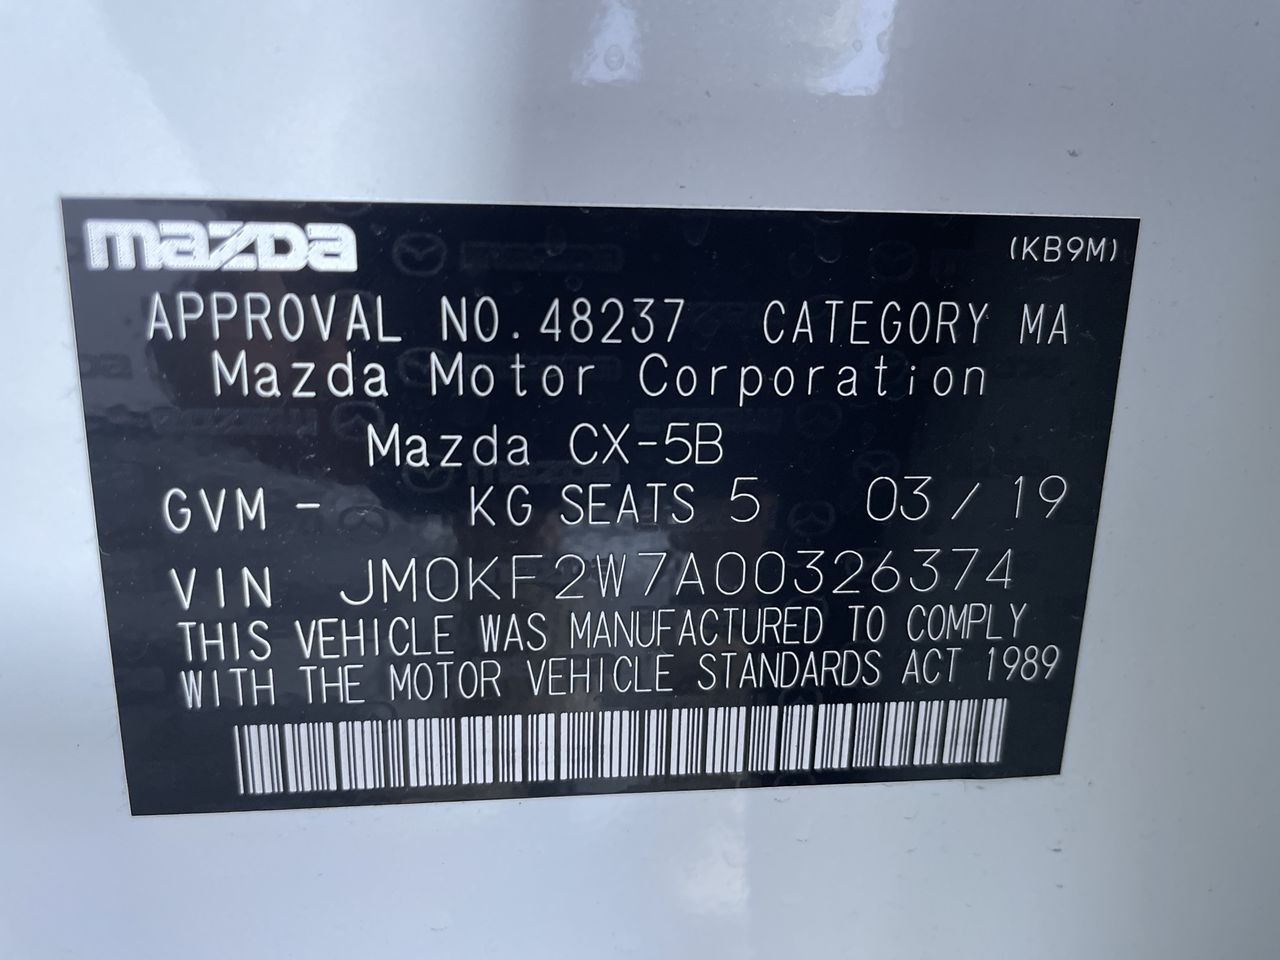 mazda (KB9M)
APPROVAL NO. 48237 CATEGORY MA
Mazda Motor Corporation
Mazda CX-5B
GVM - KG SEATS 5 03 / 19
VIN JM0KF2W7A00326374
THIS VEHICLE WAS MANUFACTURED TO COMPLY
WITH THE MOTOR VEHICLE STANDARDS ACT 1989